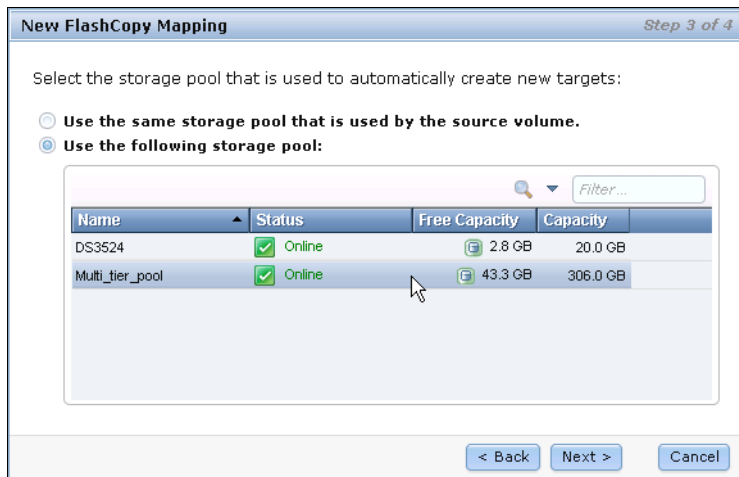 New FlashCopy Mapping Step 3 of 4
Select the storage pool that is used to automatically create new targets:
Use the same storage pool that is used by the source volume.
Use the following storage pool:
Filter...
Name Status Free Capacity Capacity
DS3524 Online 2.8 GB 20.0 GB
Multi_tier_pool Online 43.3 GB 306.0 GB
< Back Next > Cancel